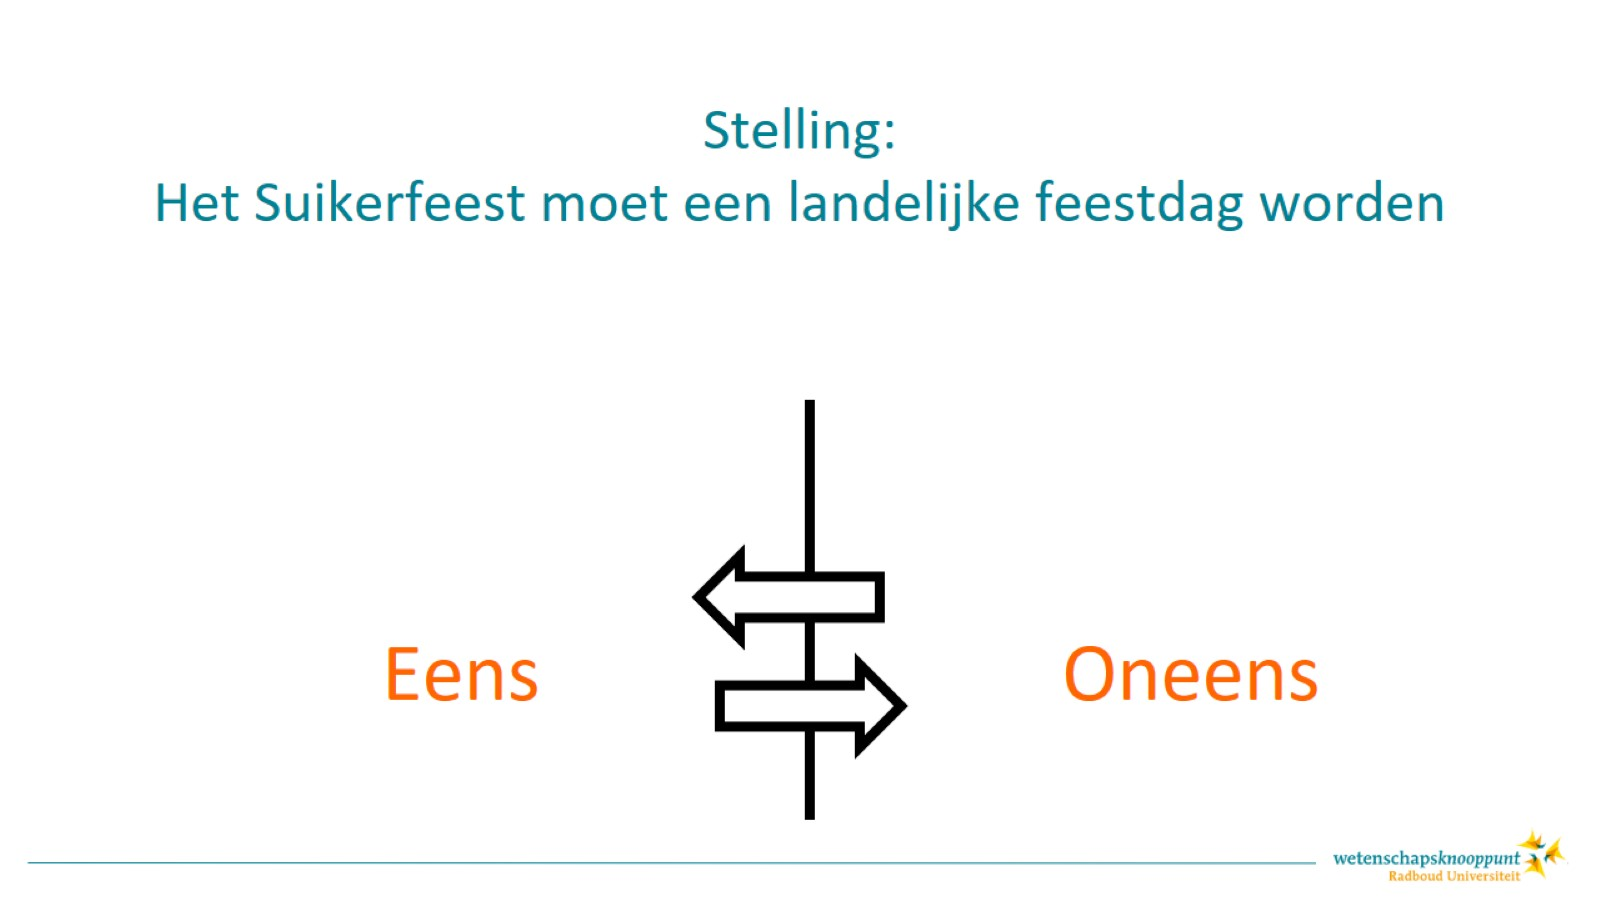 Stelling:
Het Suikerfeest moet een landelijke feestdag worden
Eens
Oneens
wetenschapsknooppunt
Radboud Universiteit